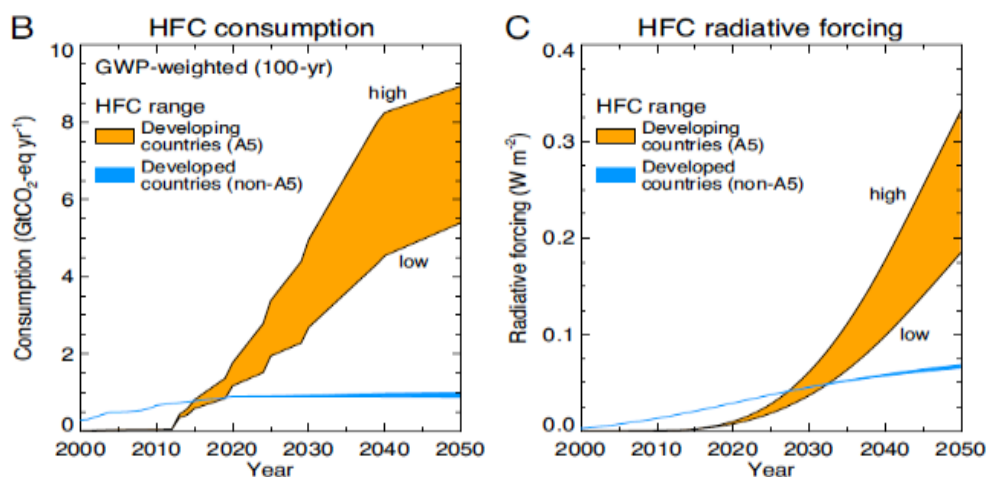 B HFC consumption
GWP-weighted (100-yr)
HFC range
Developing
countries (A5)
Developed
countries (non-A5)
high
low
Consumption (GtCO2-eq yr-1)
10
8
6
4
2
0
2000 2010 2020 2030 2040 2050
Year
C HFC radiative forcing
HFC range
Developing
countries (A5)
Developed
countries (non-A5)
high
low
Radiative forcing (W m-2)
0.4
0.3
0.2
0.1
0.0
2000 2010 2020 2030 2040 2050
Year